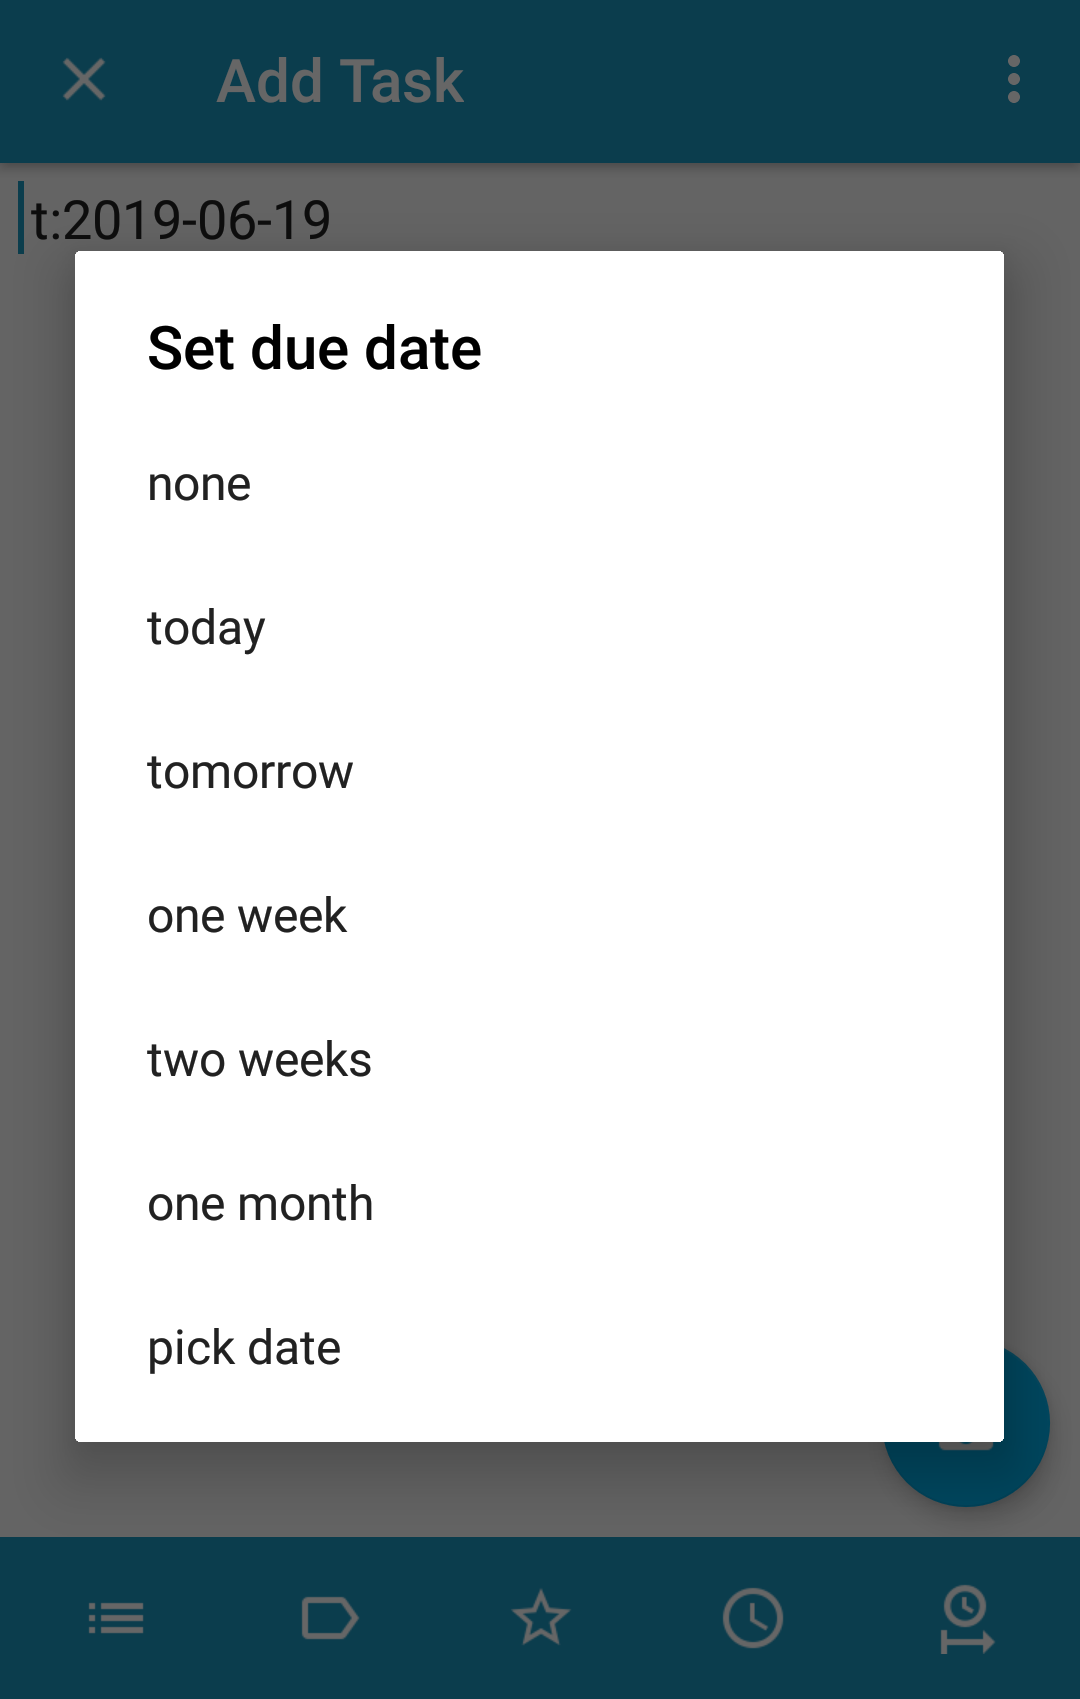 Add Task
t:2019-06-19
Set due date
none
today
tomorrow
one week
two weeks
one month
pick date